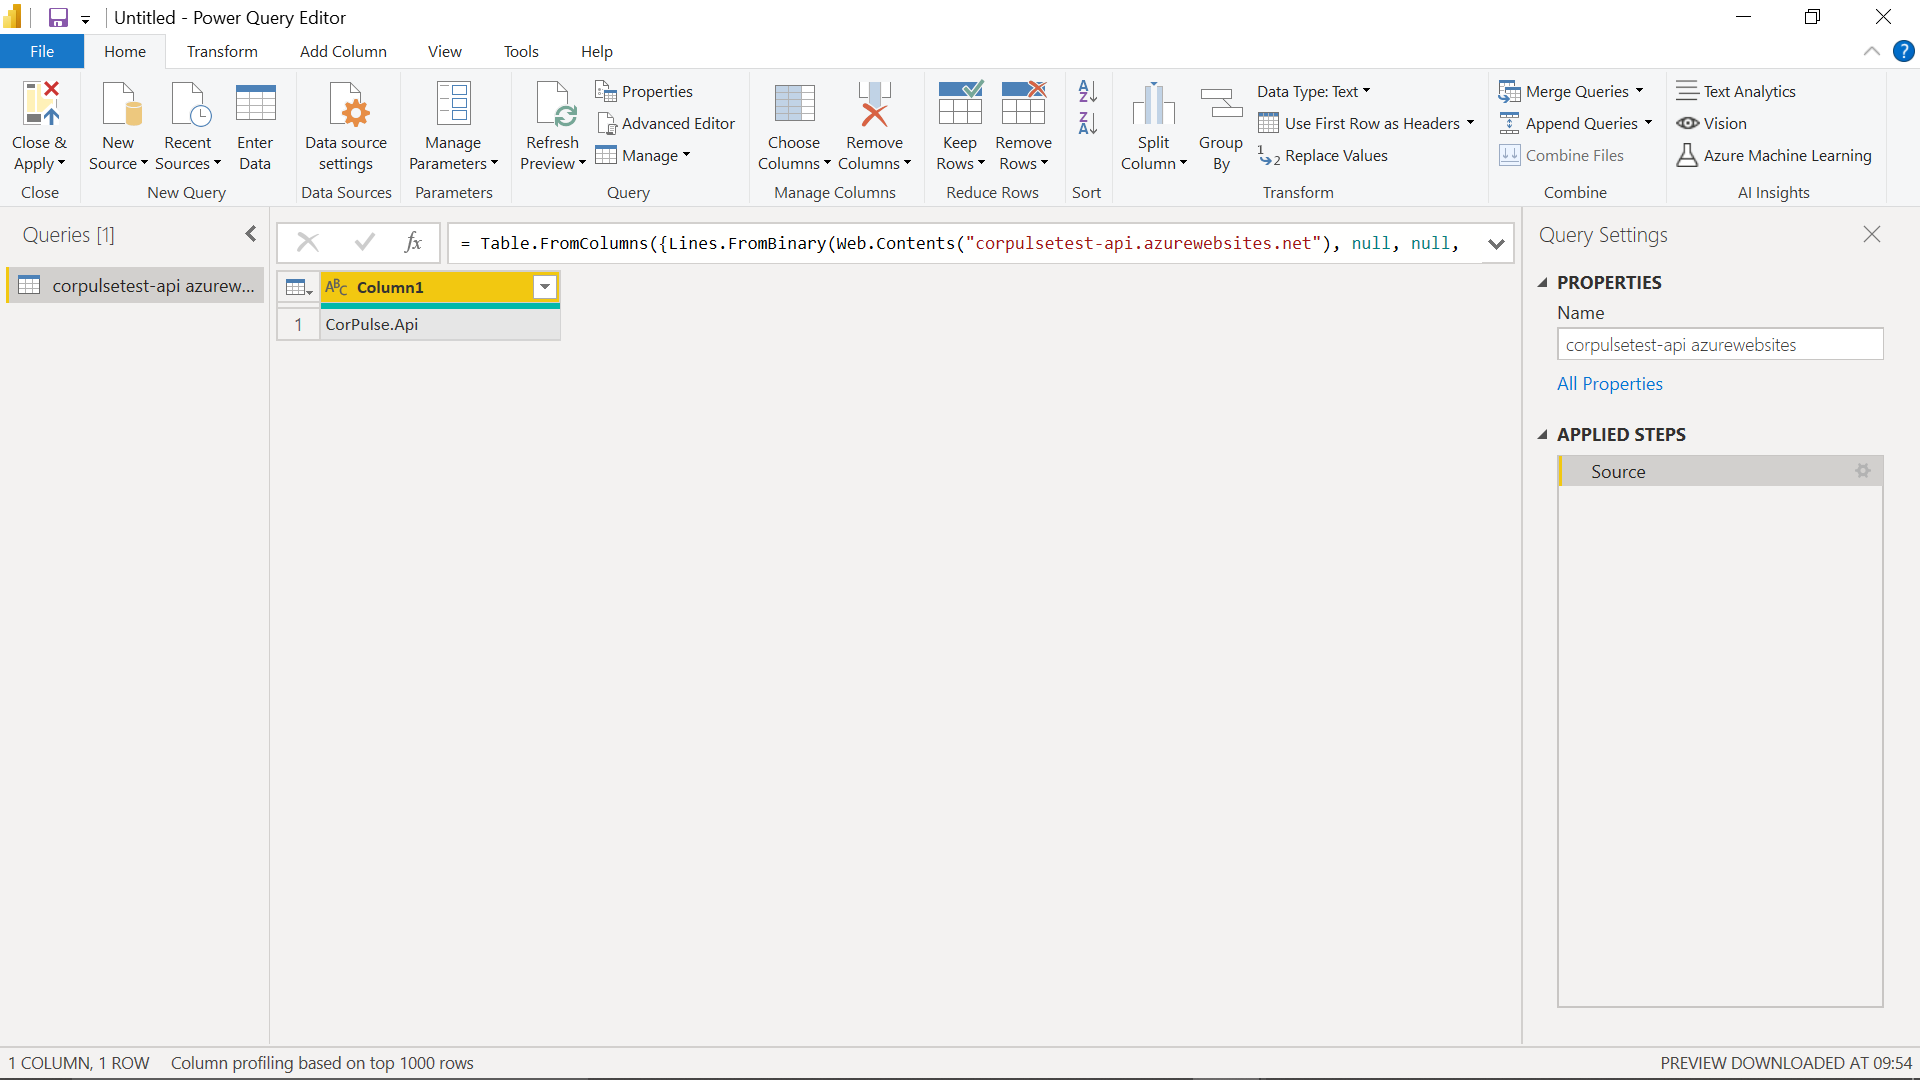 Untitled - Power Query Editor
File Home Transform Add Column View Tools Help
Close & Apply
New Source
Recent Sources
Enter Data
Data source settings
Manage Parameters
Refresh Preview
Properties
Advanced Editor
Manage
Choose Columns
Remove Columns
Keep Rows
Remove Rows
Split Column
Group By
Data Type: Text
Use First Row as Headers
Replace Values
Merge Queries
Append Queries
Combine Files
Text Analytics
Vision
Azure Machine Learning
Close New Query Data Sources Parameters Query Manage Columns Reduce Rows Sort Transform Combine AI Insights
Queries [1]
corpulsetest-api azurew...
fx
= Table.FromColumns({Lines.FromBinary(Web.Contents("corpulsetest-api.azurewebsites.net"), null, null,
ABC Column1
1 CorPulse.Api
Query Settings
PROPERTIES
Name
corpulsetest-api azurewebsites
All Properties
APPLIED STEPS
Source
1 COLUMN, 1 ROW Column profiling based on top 1000 rows
PREVIEW DOWNLOADED AT 09:54